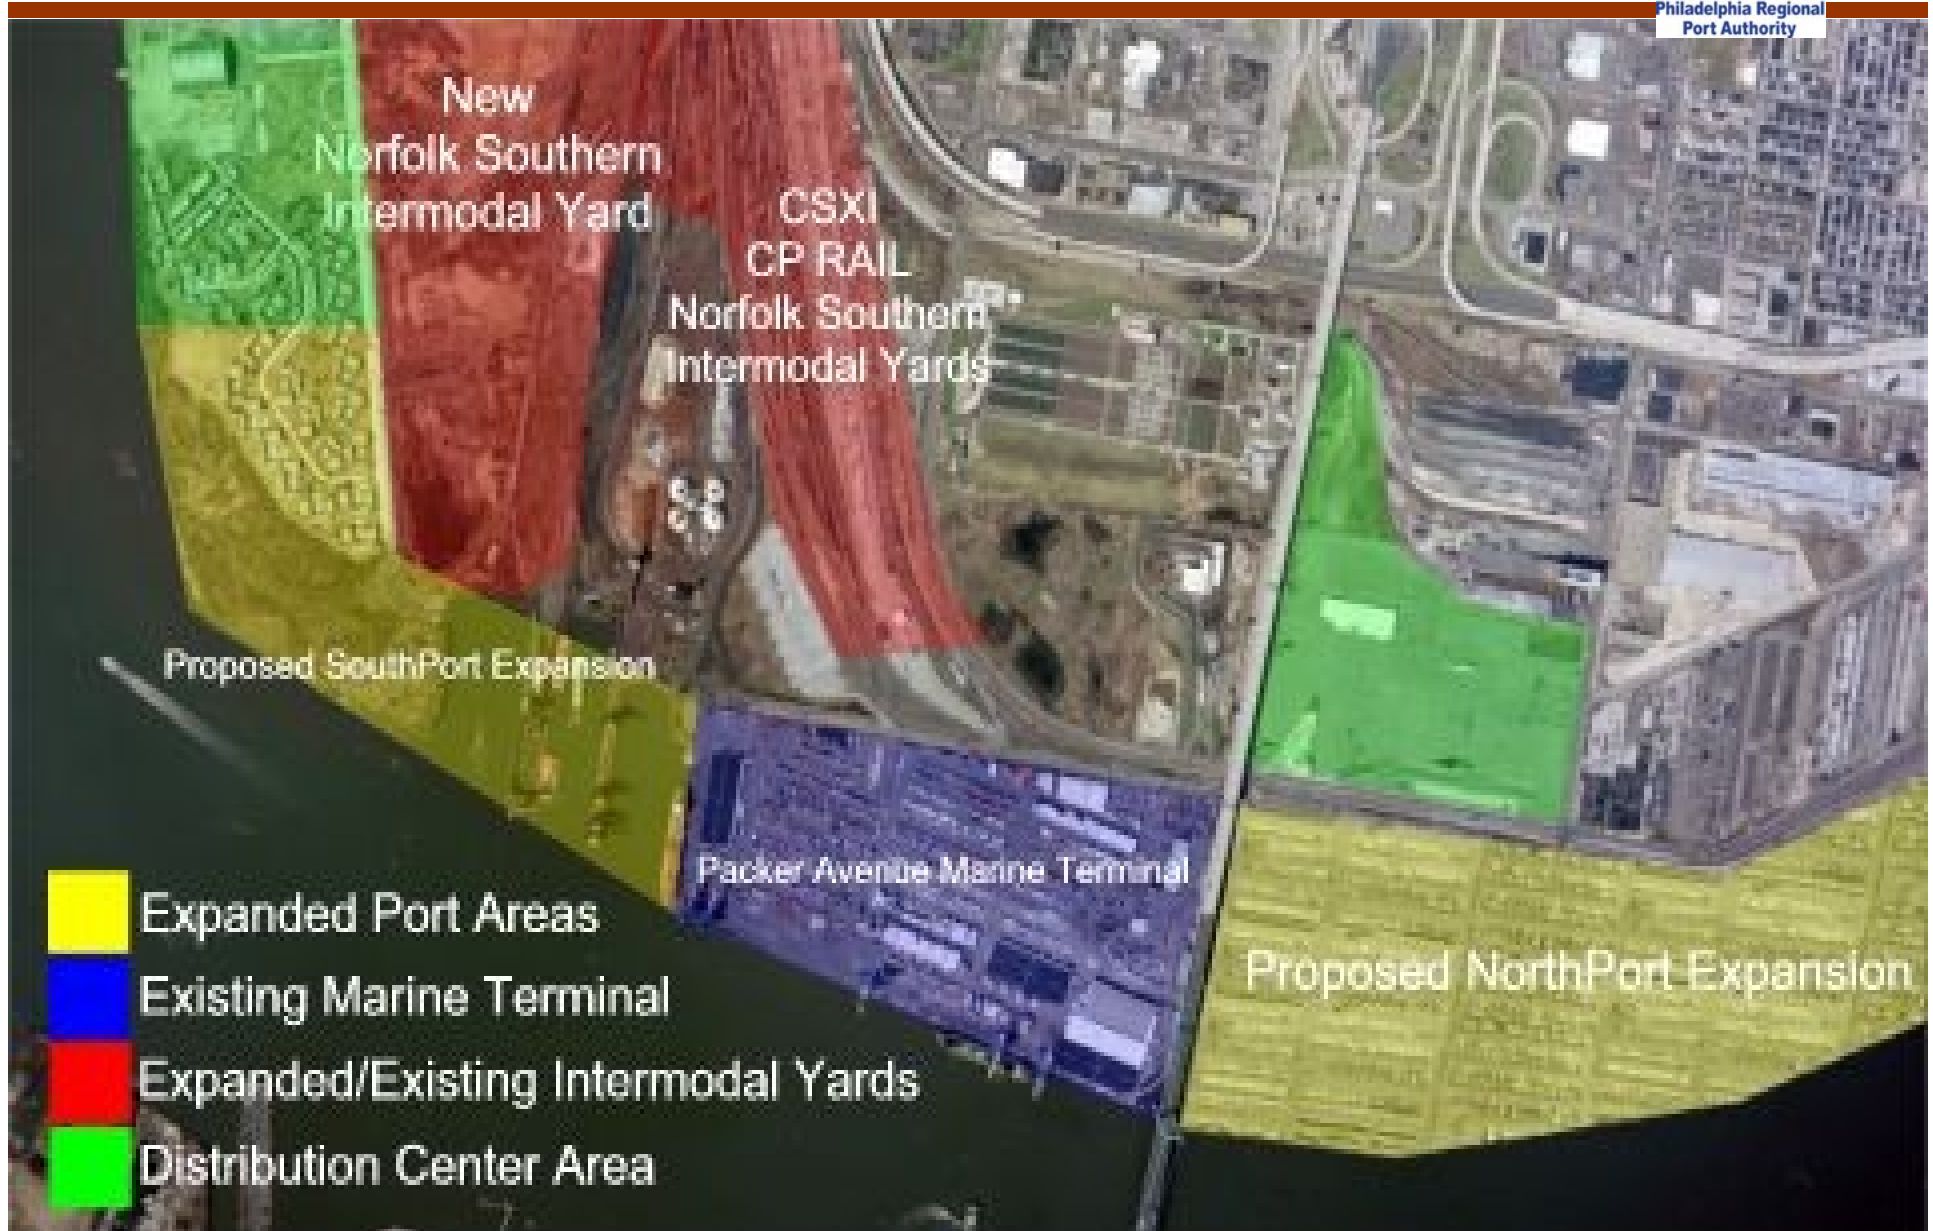 Philadelphia Regional
Port Authority
New
Norfolk Southern
Intermodal Yard
CSXI
CP RAIL
Norfolk Southern
Intermodal Yards
Proposed SouthPort Expansion
Packer Avenue Marine Terminal
Proposed NorthPort Expansion
Expanded Port Areas
Existing Marine Terminal
Expanded/Existing Intermodal Yards
Distribution Center Area